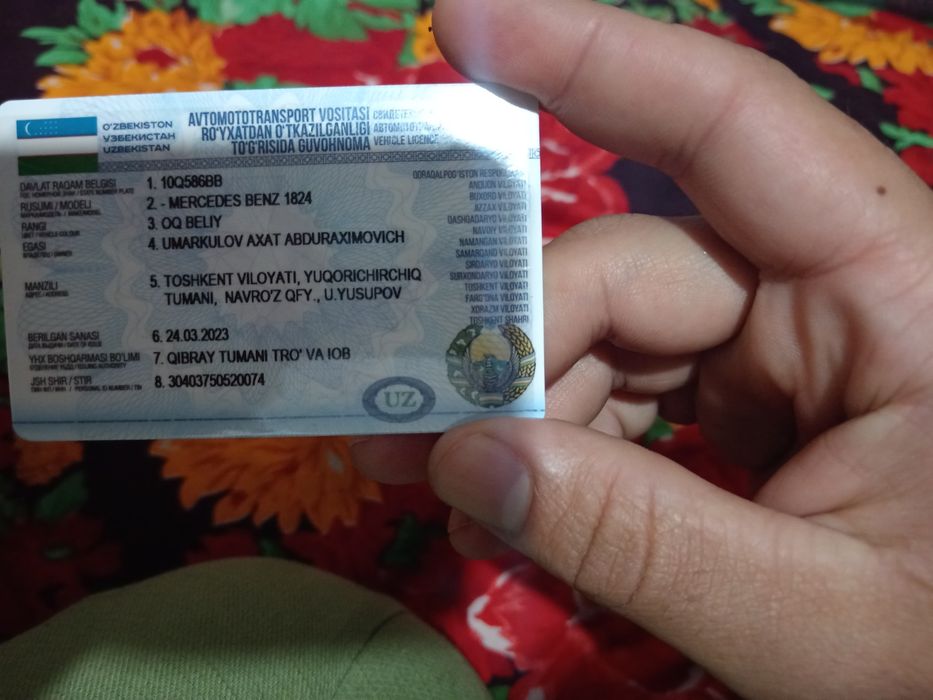 O'ZBEKISTON
УЗБЕКИСТАН
UZBEKISTAN
AVTOMOTOTRANSPORT VOSITASI
RO'YXATDAN O'TKAZILGANLIGI
TO'G'RISIDA GUVOHNOMA
VEHICLE LICENCE
DAVLAT RAQAM BELGISI 1. 10Q586BB
RUSUMI / MODELI 2. - MERCEDES BENZ 1824
RANGI 3. OQ BELIY
EGASI 4. UMARKULOV AXAT ABDURAXIMOVICH
MANZILI 5. TOSHKENT VILOYATI, YUQORICHIRCHIQ
TUMANI, NAVRO'Z QFY., U.YUSUPOV
BERILGAN SANASI 6. 24.03.2023
YHX BOSHQARMASI BO'LIMI 7. QIBRAY TUMANI TRO' VA IOB
JSH SHIR / STIR 8. 30403750520074
ANDIJON VILOYATI
BUXORO VILOYATI
JIZZAX VILOYATI
QASHQADARYO VILOYATI
NAVOIY VILOYATI
NAMANGAN VILOYATI
SAMARQAND VILOYATI
SIRDARYO VILOYATI
SURXONDARYO VILOYATI
TOSHKENT VILOYATI
FARG'ONA VILOYATI
XORAZM VILOYATI
TOSHKENT SHAHRI
UZ